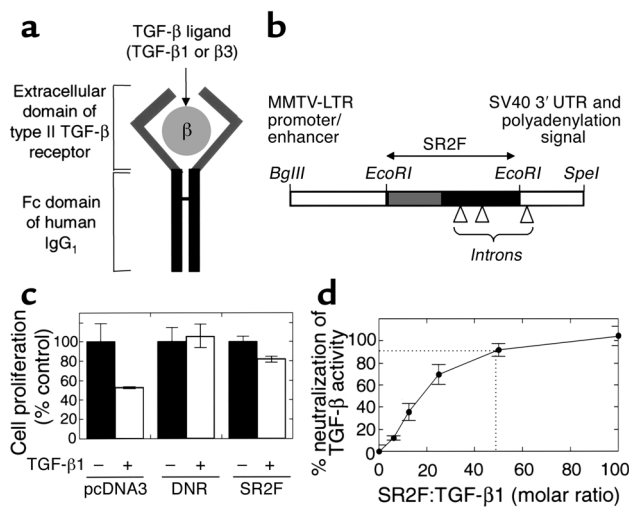 a
TGF-β ligand
(TGF-β1 or β3)
Extracellular
domain of
type II TGF-β
receptor
β
Fc domain
of human
IgG1
b
MMTV-LTR
promoter/
enhancer
SV40 3′ UTR and
polyadenylation
signal
SR2F
BglII EcoRI EcoRI SpeI
Introns
c
Cell proliferation
(% control)
100
80
60
40
20
0
TGF-β1 – + – + – +
pcDNA3 DNR SR2F
d
% neutralization of
TGF-β activity
100
80
60
40
20
0
0 20 40 60 80 100
SR2F:TGF-β1 (molar ratio)